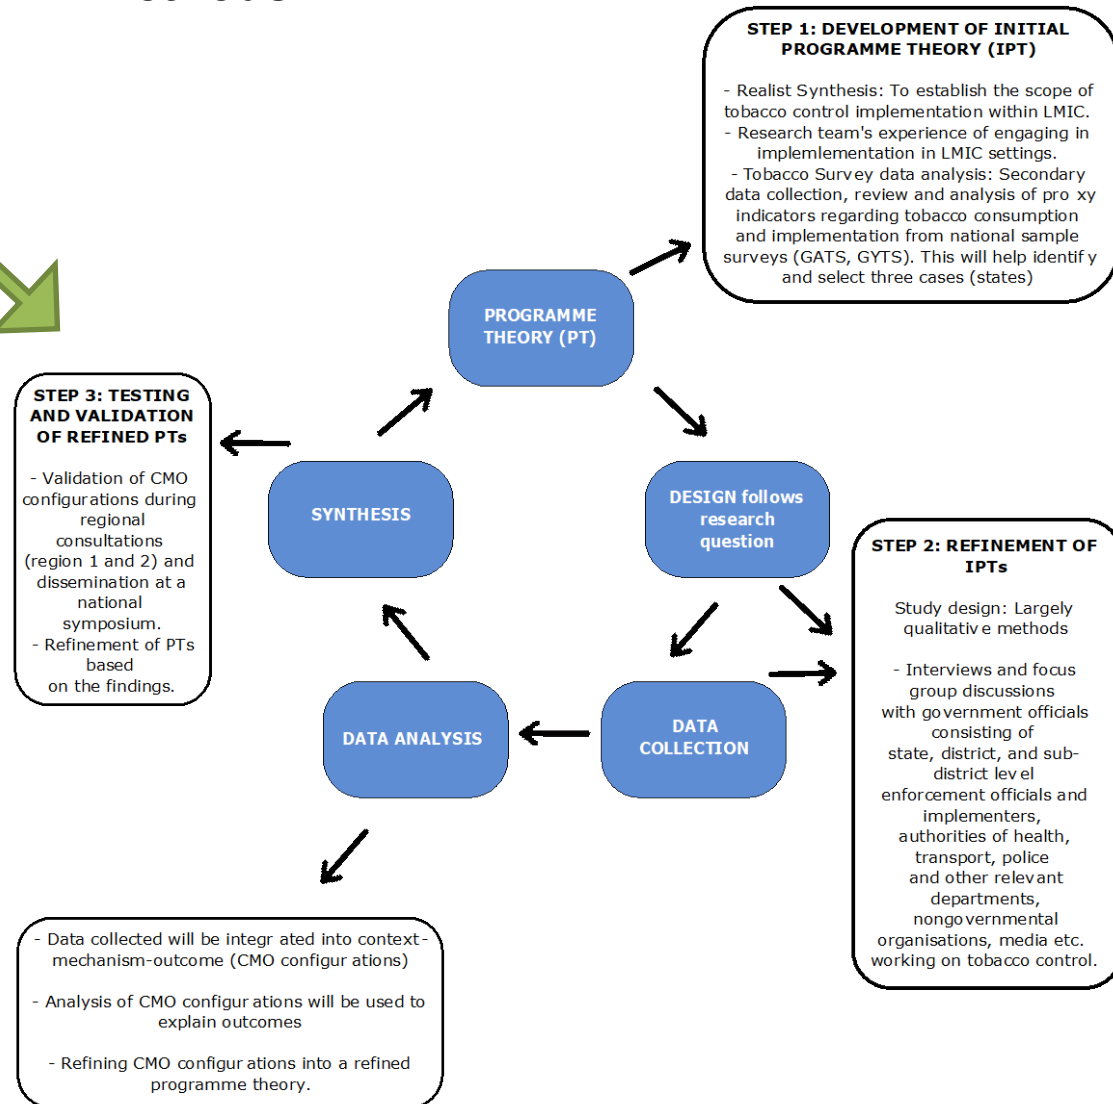 STEP 1: DEVELOPMENT OF INITIAL
PROGRAMME THEORY (IPT)
- Realist Synthesis: To establish the scope of
tobacco control implementation within LMIC.
- Research team's experience of engaging in
implemlementation in LMIC settings.
- Tobacco Survey data analysis: Secondary
data collection, review and analysis of pro xy
indicators regarding tobacco consumption
and implementation from national sample
surveys (GATS, GYTS). This will help identify
and select three cases (states)
PROGRAMME
THEORY (PT)
STEP 3: TESTING
AND VALIDATION
OF REFINED PTs
- Validation of CMO
configurations during
regional
consultations
(region 1 and 2) and
dissemination at a
national
symposium.
- Refinement of PTs
based
on the findings.
SYNTHESIS
DESIGN follows
research
question
STEP 2: REFINEMENT OF
IPTs
Study design: Largely
qualitative methods
- Interviews and focus
group discussions
with government officials
consisting of
state, district, and sub-
district level
enforcement officials and
implementers,
authorities of health,
transport, police
and other relevant
departments,
nongovernmental
organisations, media etc.
working on tobacco control.
DATA ANALYSIS
DATA
COLLECTION
- Data collected will be integr ated into context-
mechanism-outcome (CMO configur ations)
- Analysis of CMO configur ations will be used to
explain outcomes
- Refining CMO configur ations into a refined
programme theory.